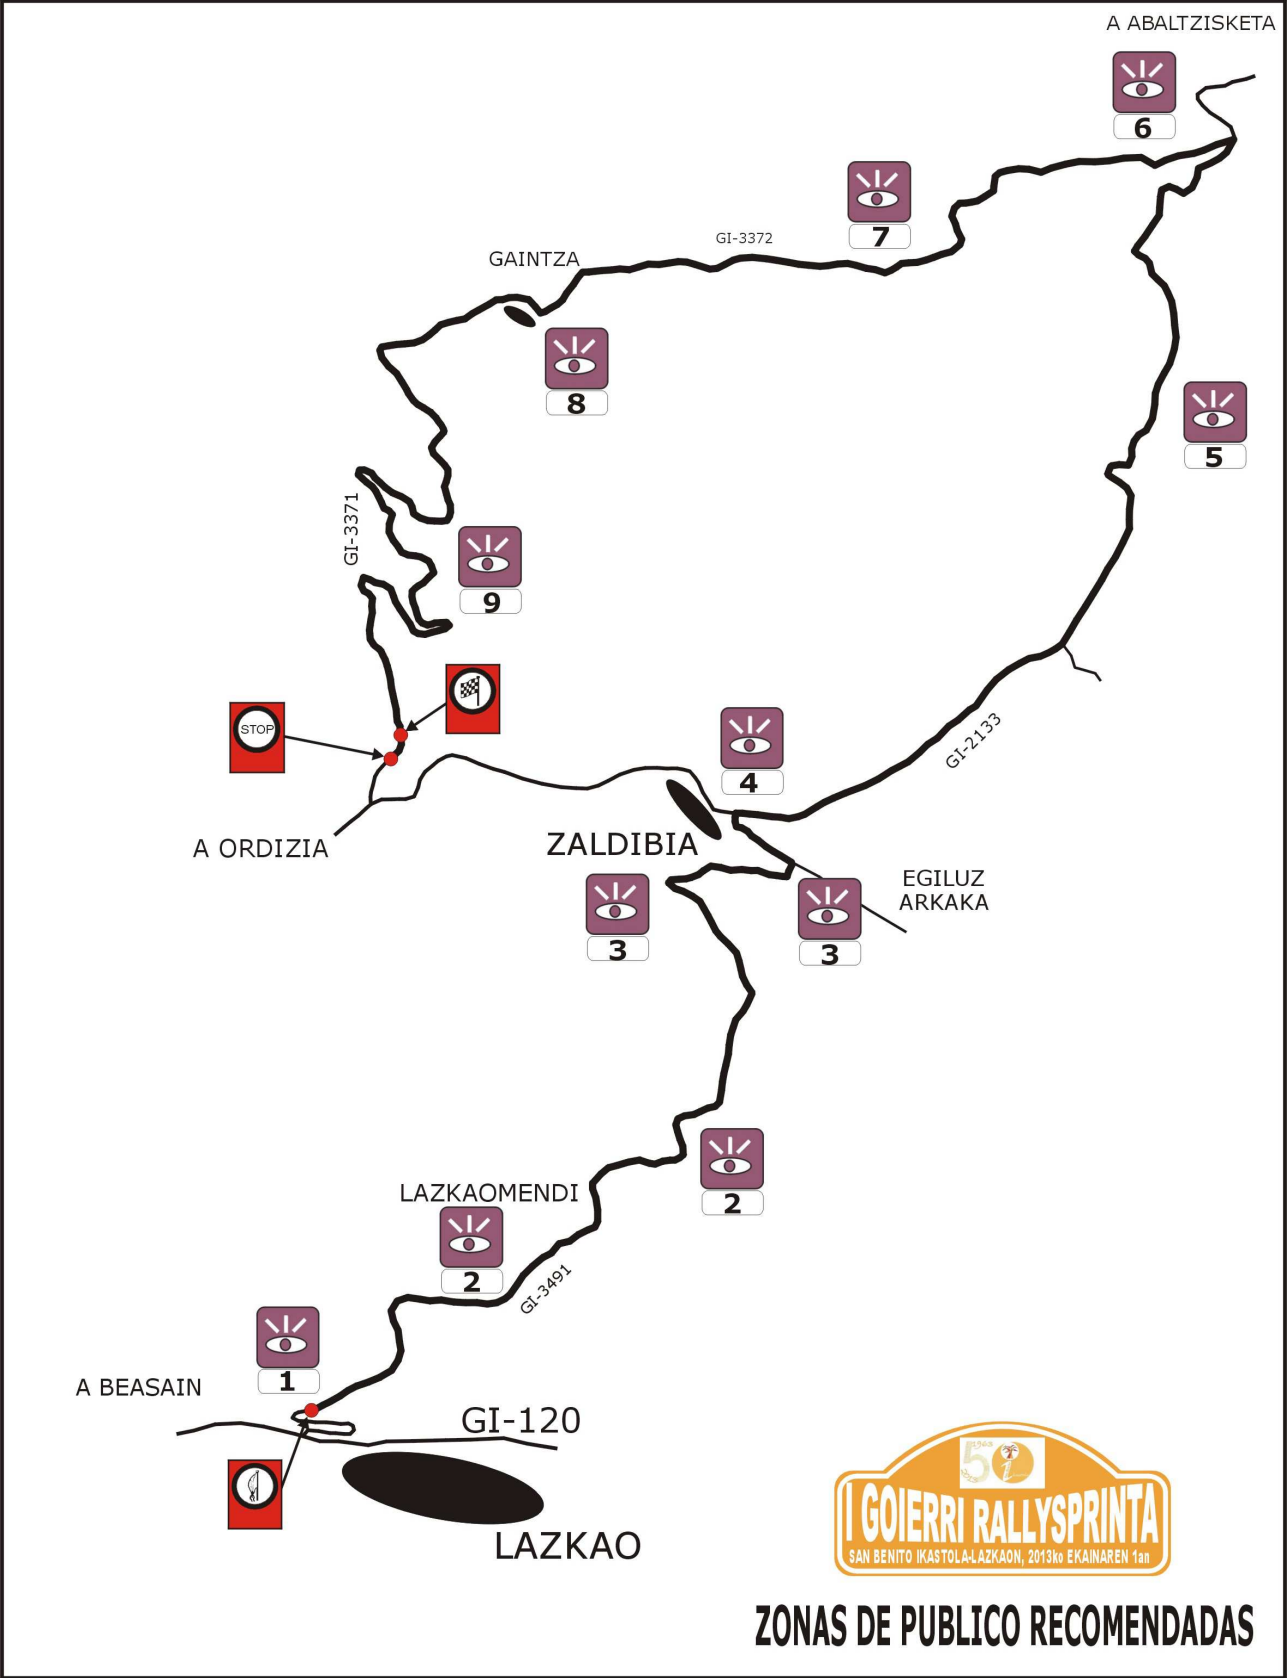 A ABALTZISKETA
6
7
GI-3372
GAINTZA
8
5
GI-3371
9
STOP
4
GI-2133
A ORDIZIA
ZALDIBIA
EGILUZ
ARKAKA
3
3
2
LAZKAOMENDI
2
GI-3491
1
A BEASAIN
GI-120
LAZKAO
I GOIERRI RALLYSPRINTA
SAN BENITO IKASTOLA-LAZKAON, 2013ko EKAINAREN 1an
ZONAS DE PUBLICO RECOMENDADAS